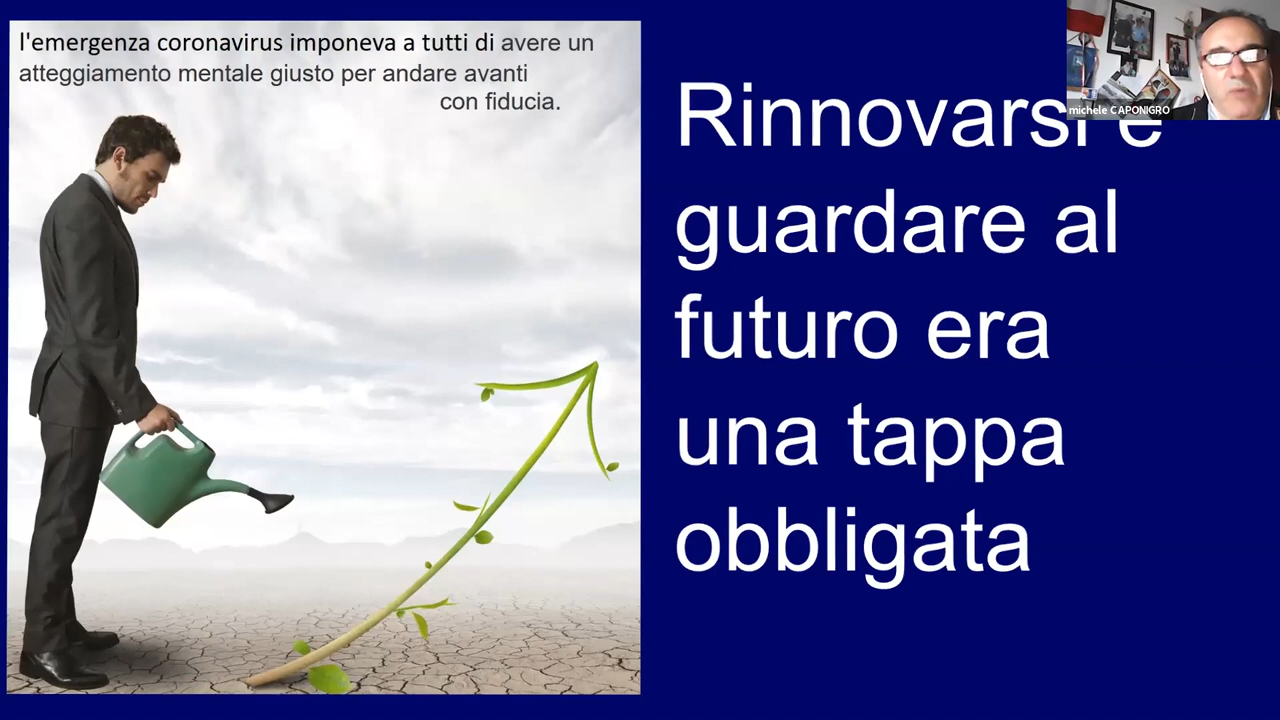 l'emergenza coronavirus imponeva a tutti di avere un
atteggiamento mentale giusto per andare avanti
con fiducia.
michele CAPONIGRO
Rinnovarsi e
guardare al
futuro era
una tappa
obbligata